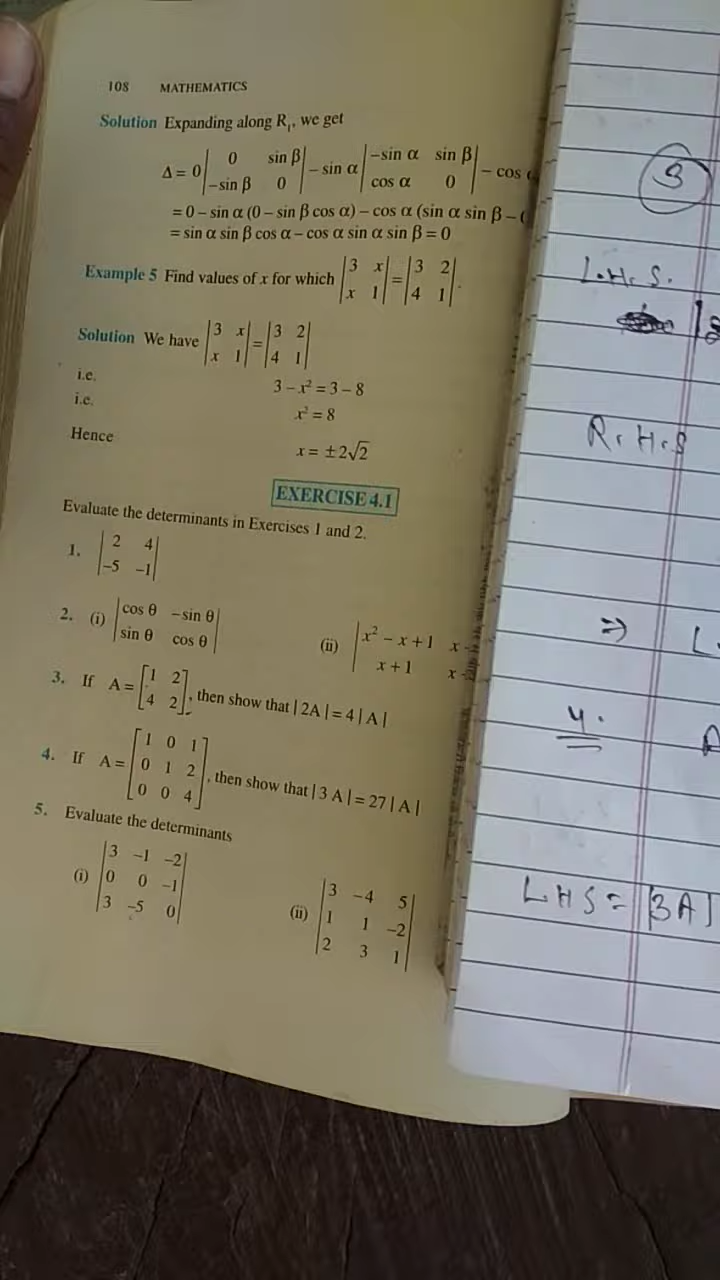 108 MATHEMATICS
Solution Expanding along R₁, we get
Δ = 0 |0 sin β; –sin β 0| – sin α |–sin α sin β; cos α 0| – cos
= 0 – sin α (0 – sin β cos α) – cos α (sin α sin β –
= sin α sin β cos α – cos α sin α sin β = 0
Example 5 Find values of x for which |3 x; x 1| = |3 2; 4 1|.
Solution We have |3 x; x 1| = |3 2; 4 1|
i.e. 3 – x² = 3 – 8
i.e. x² = 8
Hence x = ±2√2
EXERCISE 4.1
Evaluate the determinants in Exercises 1 and 2.
1. |2 4; –5 –1|
2. (i) |cos θ –sin θ; sin θ cos θ| (ii) |x² – x + 1 x –; x + 1 x|
3. If A = [1 2; 4 2], then show that | 2A | = 4 | A |
4. If A = [1 0 1; 0 1 2; 0 0 4], then show that | 3 A | = 27 | A |
5. Evaluate the determinants
(i) |3 –1 –2; 0 0 –1; 3 –5 0| (ii) |3 –4 5; 1 1 –2; 2 3 1|
3
L.H.S.
R.H.S
⇒ L.
4. A
LHS = |3A|